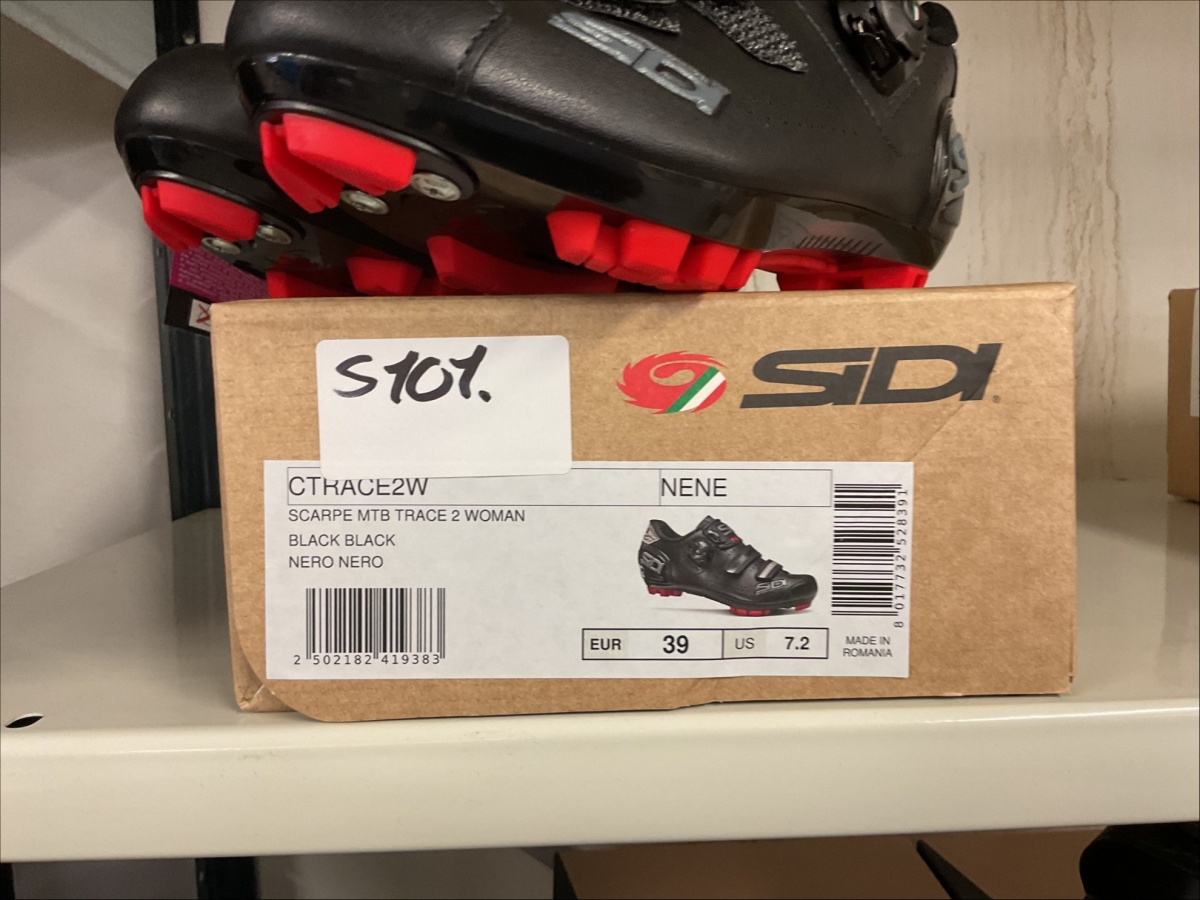 SIDI
S10%.
SIDI
CTRACE2W NENE
SCARPE MTB TRACE 2 WOMAN
BLACK BLACK
NERO NERO
2 502182 419383
EUR 39 US 7.2
MADE IN
ROMANIA
8 017732 528391